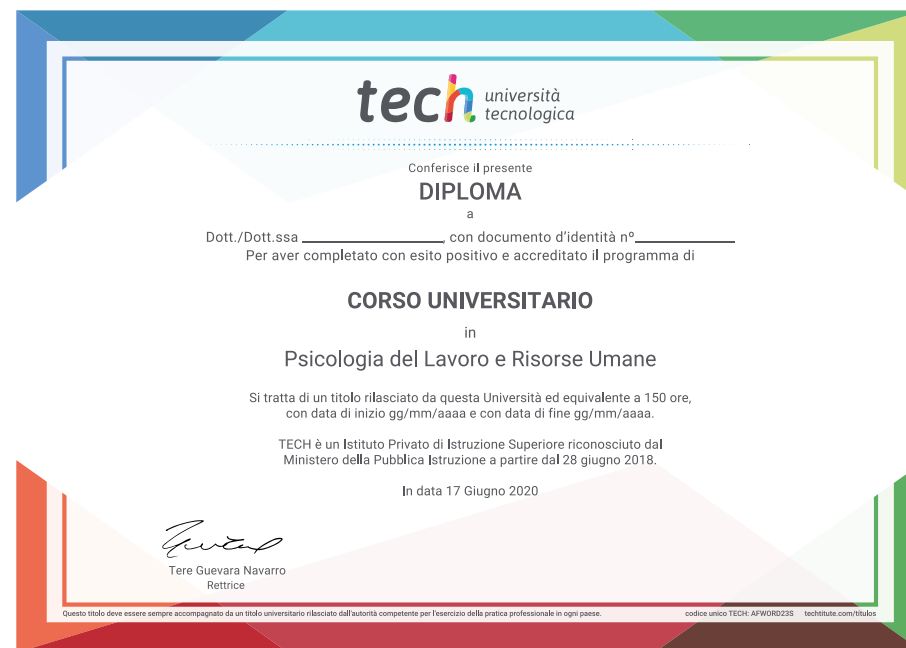 tech università
tecnologica
Conferisce il presente
DIPLOMA
a
Dott./Dott.ssa ____________________, con documento d'identità nº______________
Per aver completato con esito positivo e accreditato il programma di
CORSO UNIVERSITARIO
in
Psicologia del Lavoro e Risorse Umane
Si tratta di un titolo rilasciato da questa Università ed equivalente a 150 ore,
con data di inizio gg/mm/aaaa e con data di fine gg/mm/aaaa.
TECH è un Istituto Privato di Istruzione Superiore riconosciuto dal
Ministero della Pubblica Istruzione a partire dal 28 giugno 2018.
In data 17 Giugno 2020
Tere Guevara Navarro
Rettrice
Questo titolo deve essere sempre accompagnato da un titolo universitario rilasciato dall'autorità competente per l'esercizio della pratica professionale in ogni paese. codice unico TECH: AFWORD23S techtitute.com/títulos